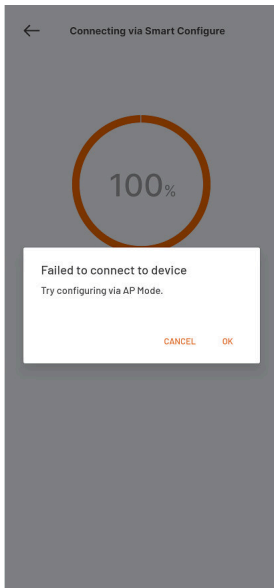 Connecting via Smart Configure
100%
Failed to connect to device
Try configuring via AP Mode.
CANCEL OK